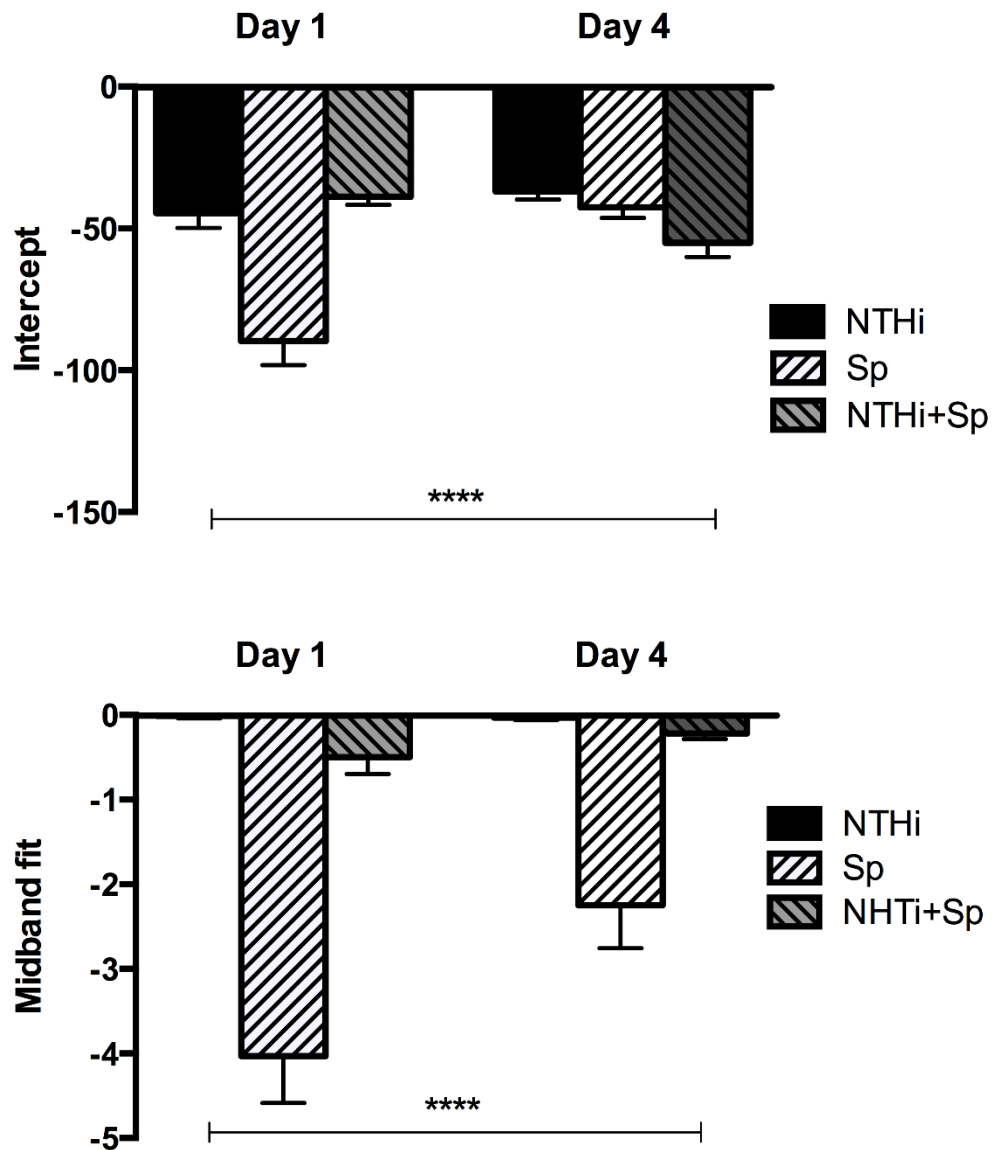 Day 1 Day 4
0
-50
-100
-150
Intercept
NTHi
Sp
NTHi+Sp
****
Day 1 Day 4
0
-1
-2
-3
-4
-5
Midband fit
NTHi
Sp
NHTi+Sp
****